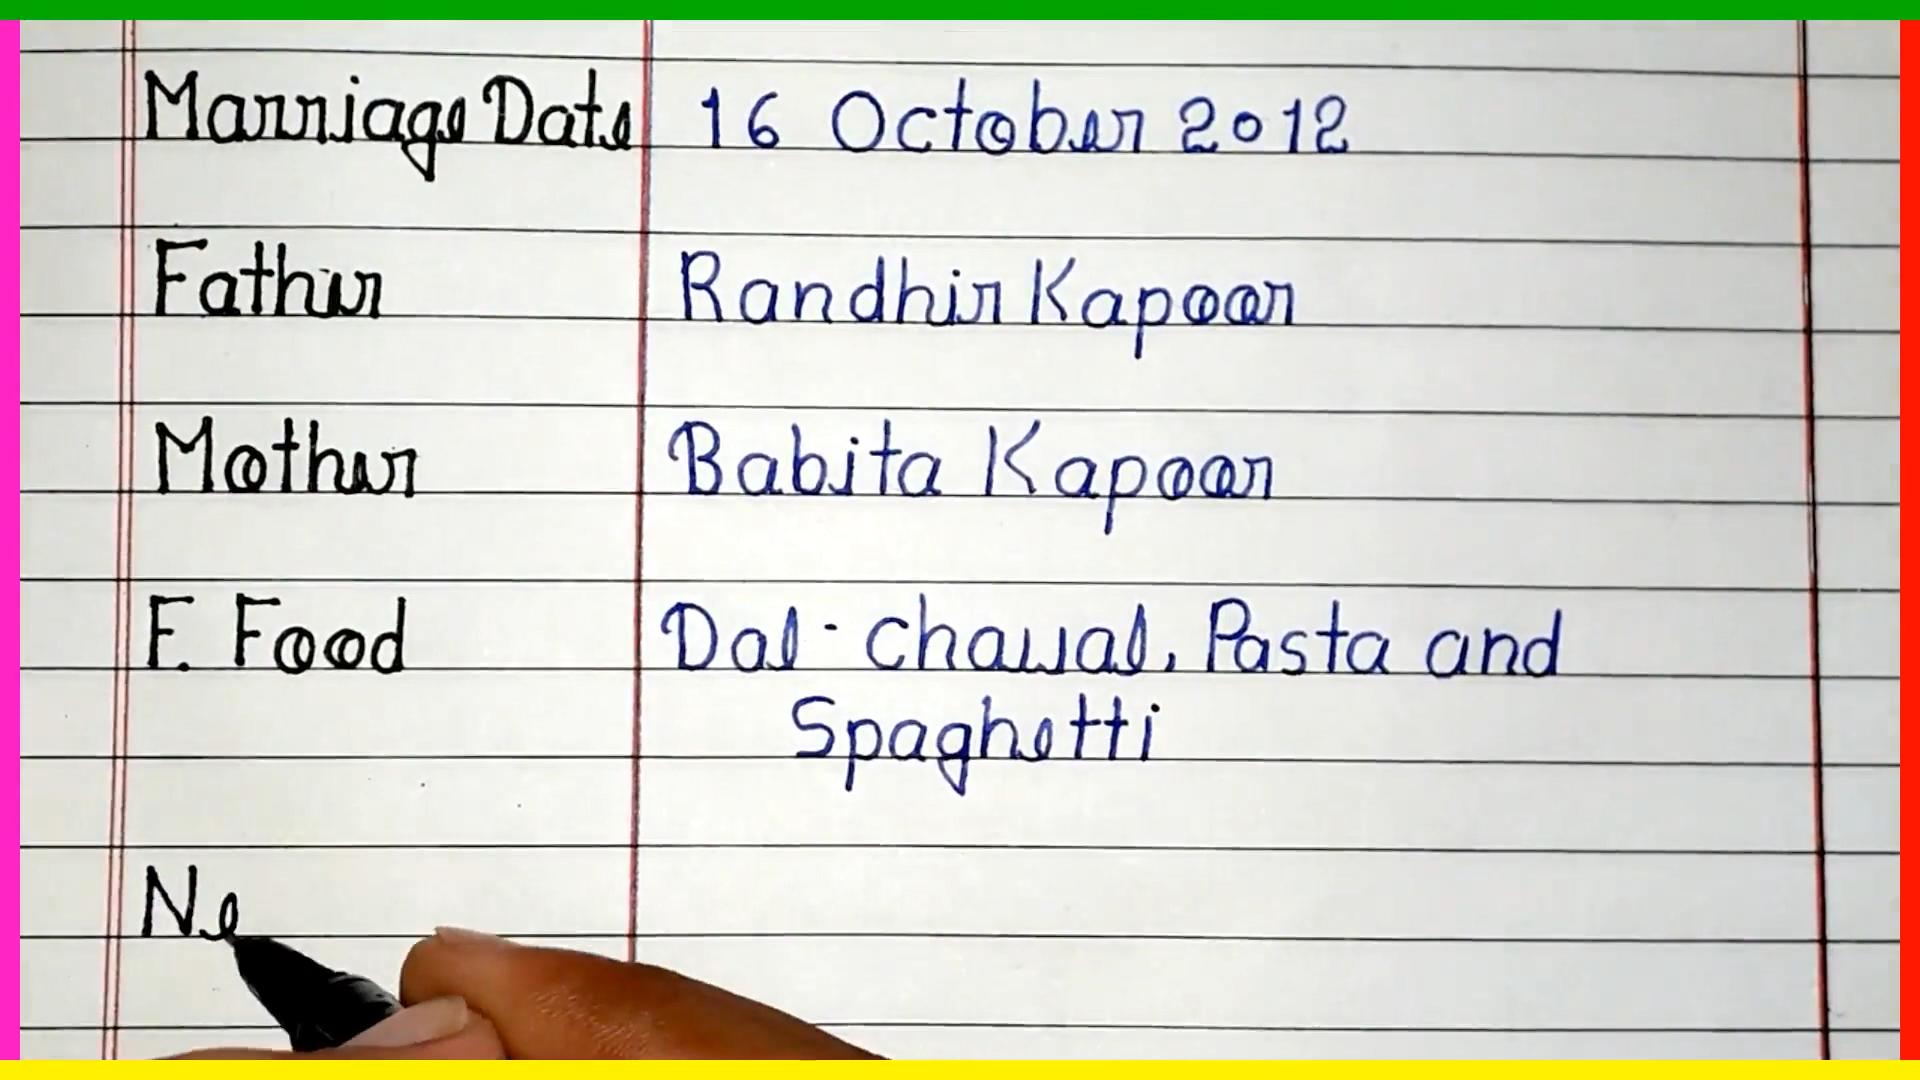 Marriage Date 16 October 2012
Father Randhir Kapoor
Mother Babita Kapoor
F. Food Dal-chawal, Pasta and
Spaghetti
Ne